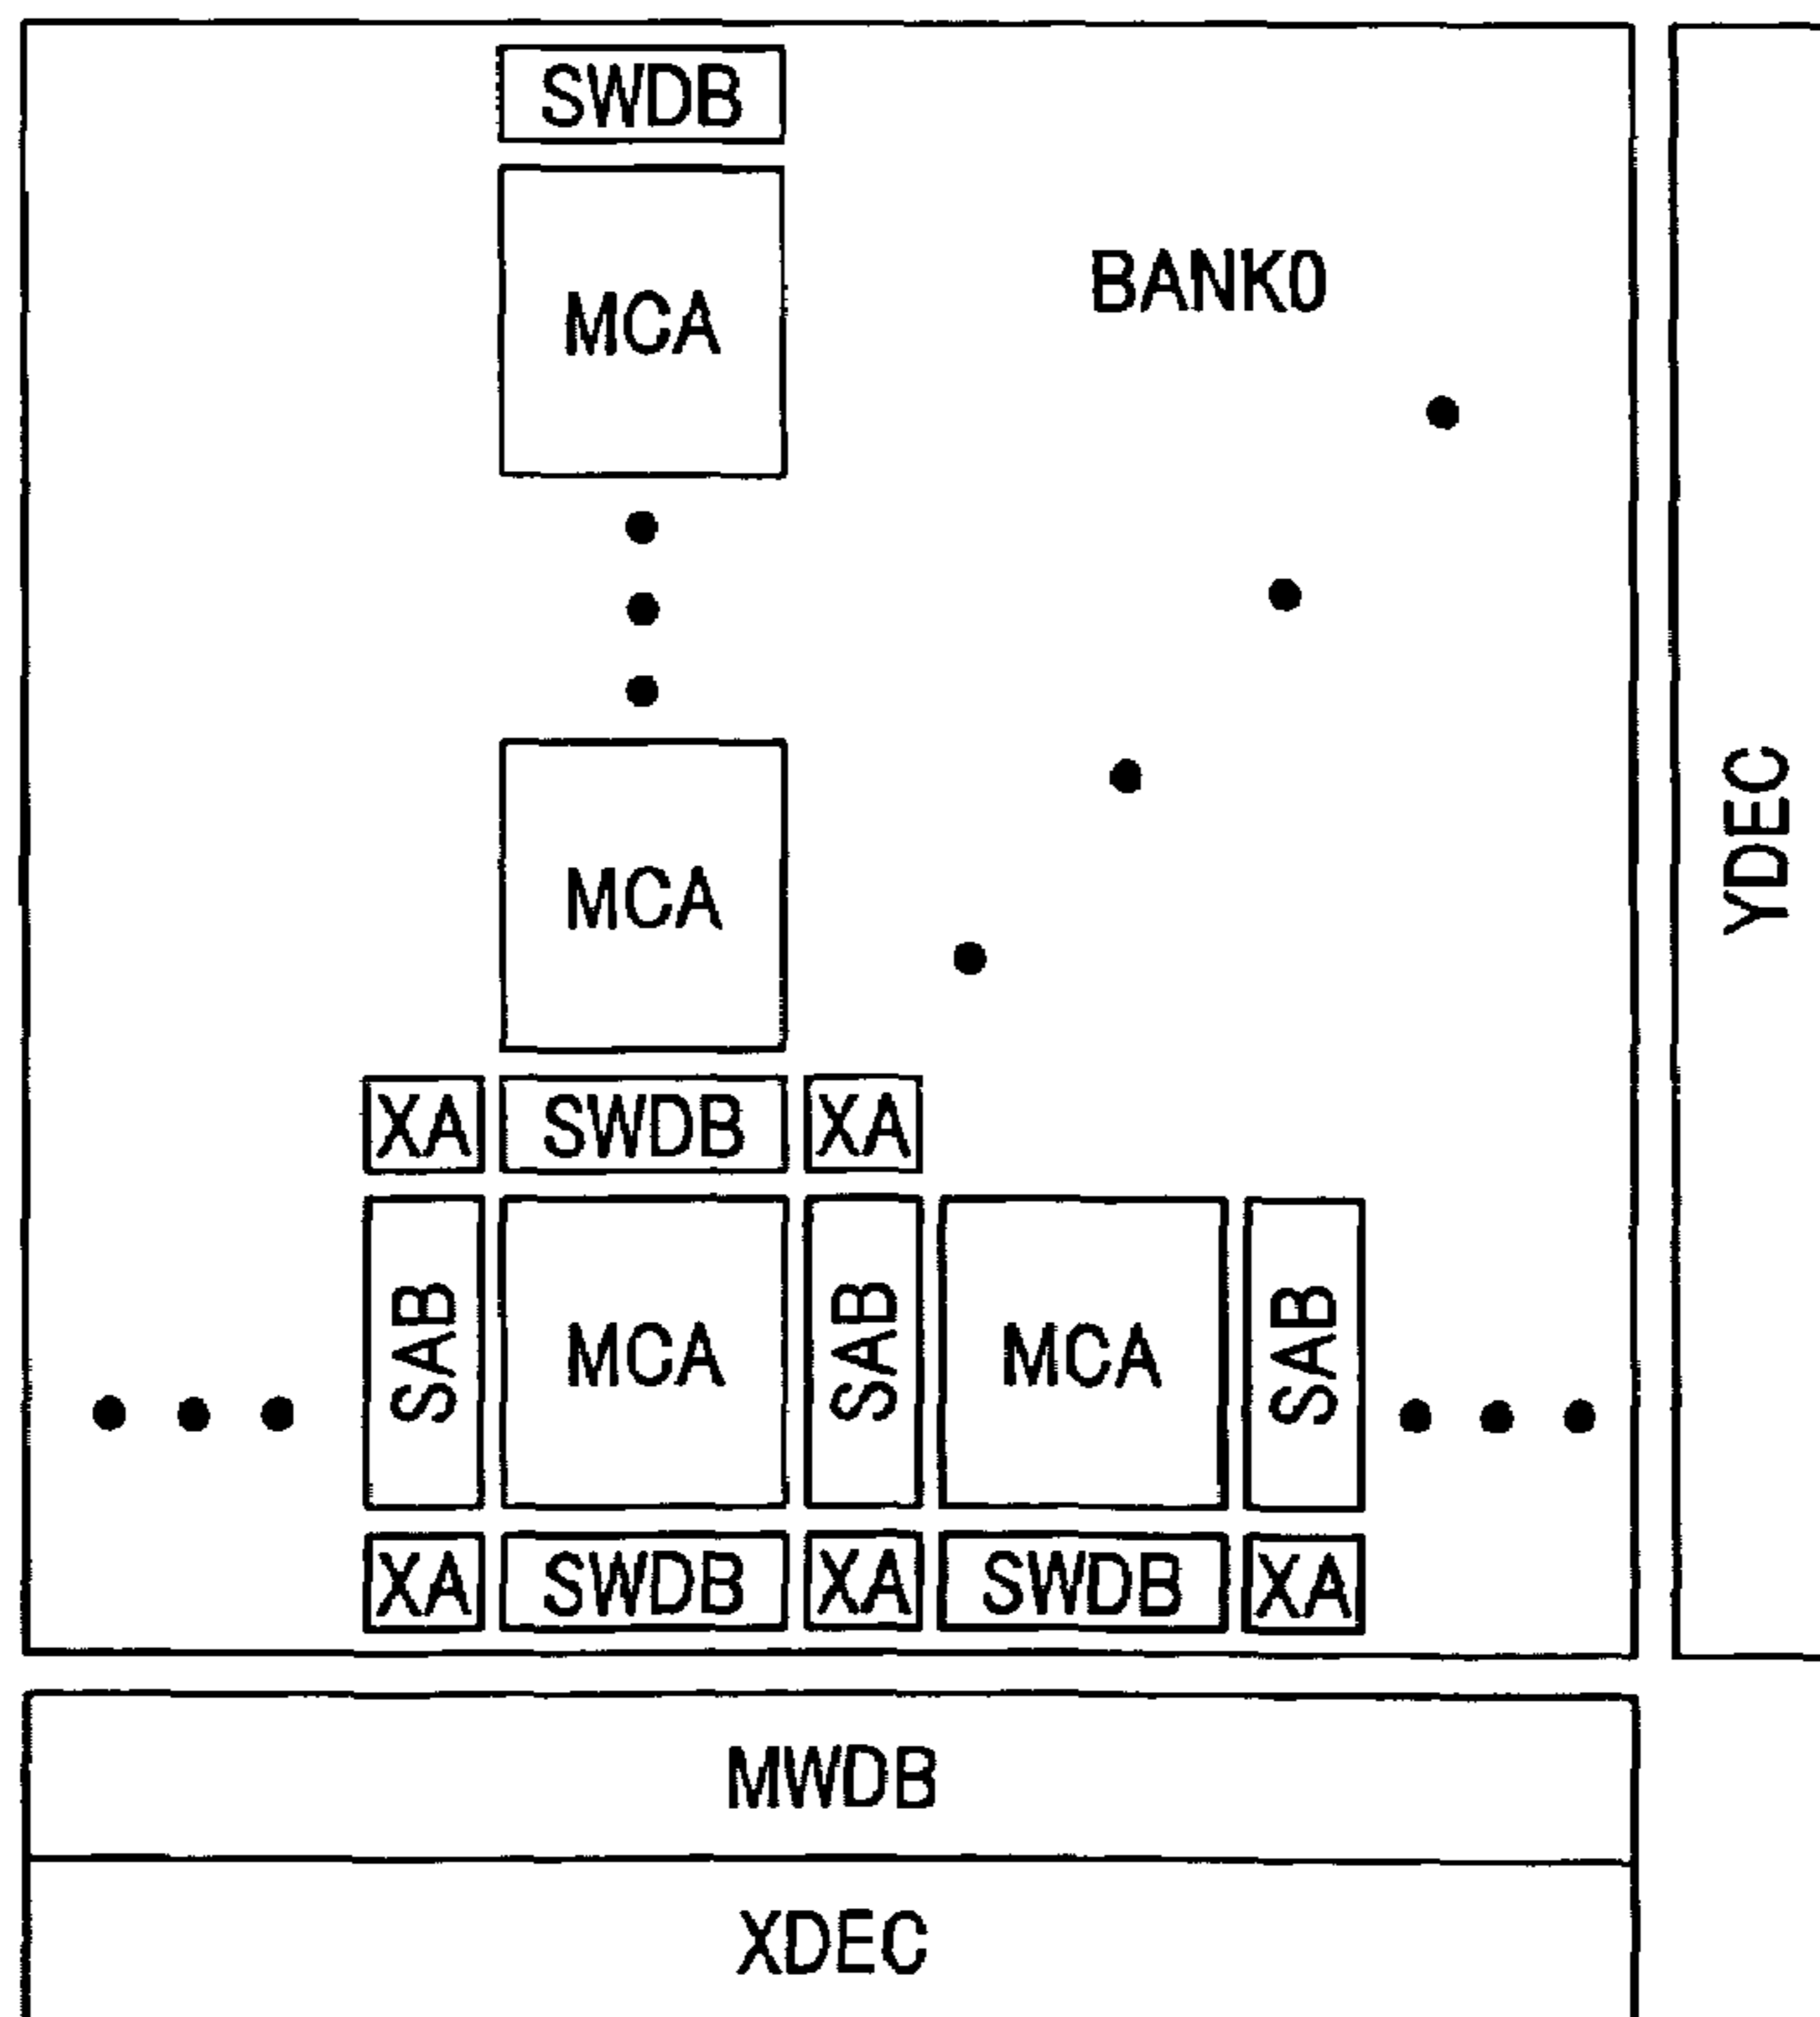 SWDB
MCA
BANK0
MCA
YDEC
XA SWDB XA
SAB MCA SAB MCA SAB
XA SWDB XA SWDB XA
MWDB
XDEC